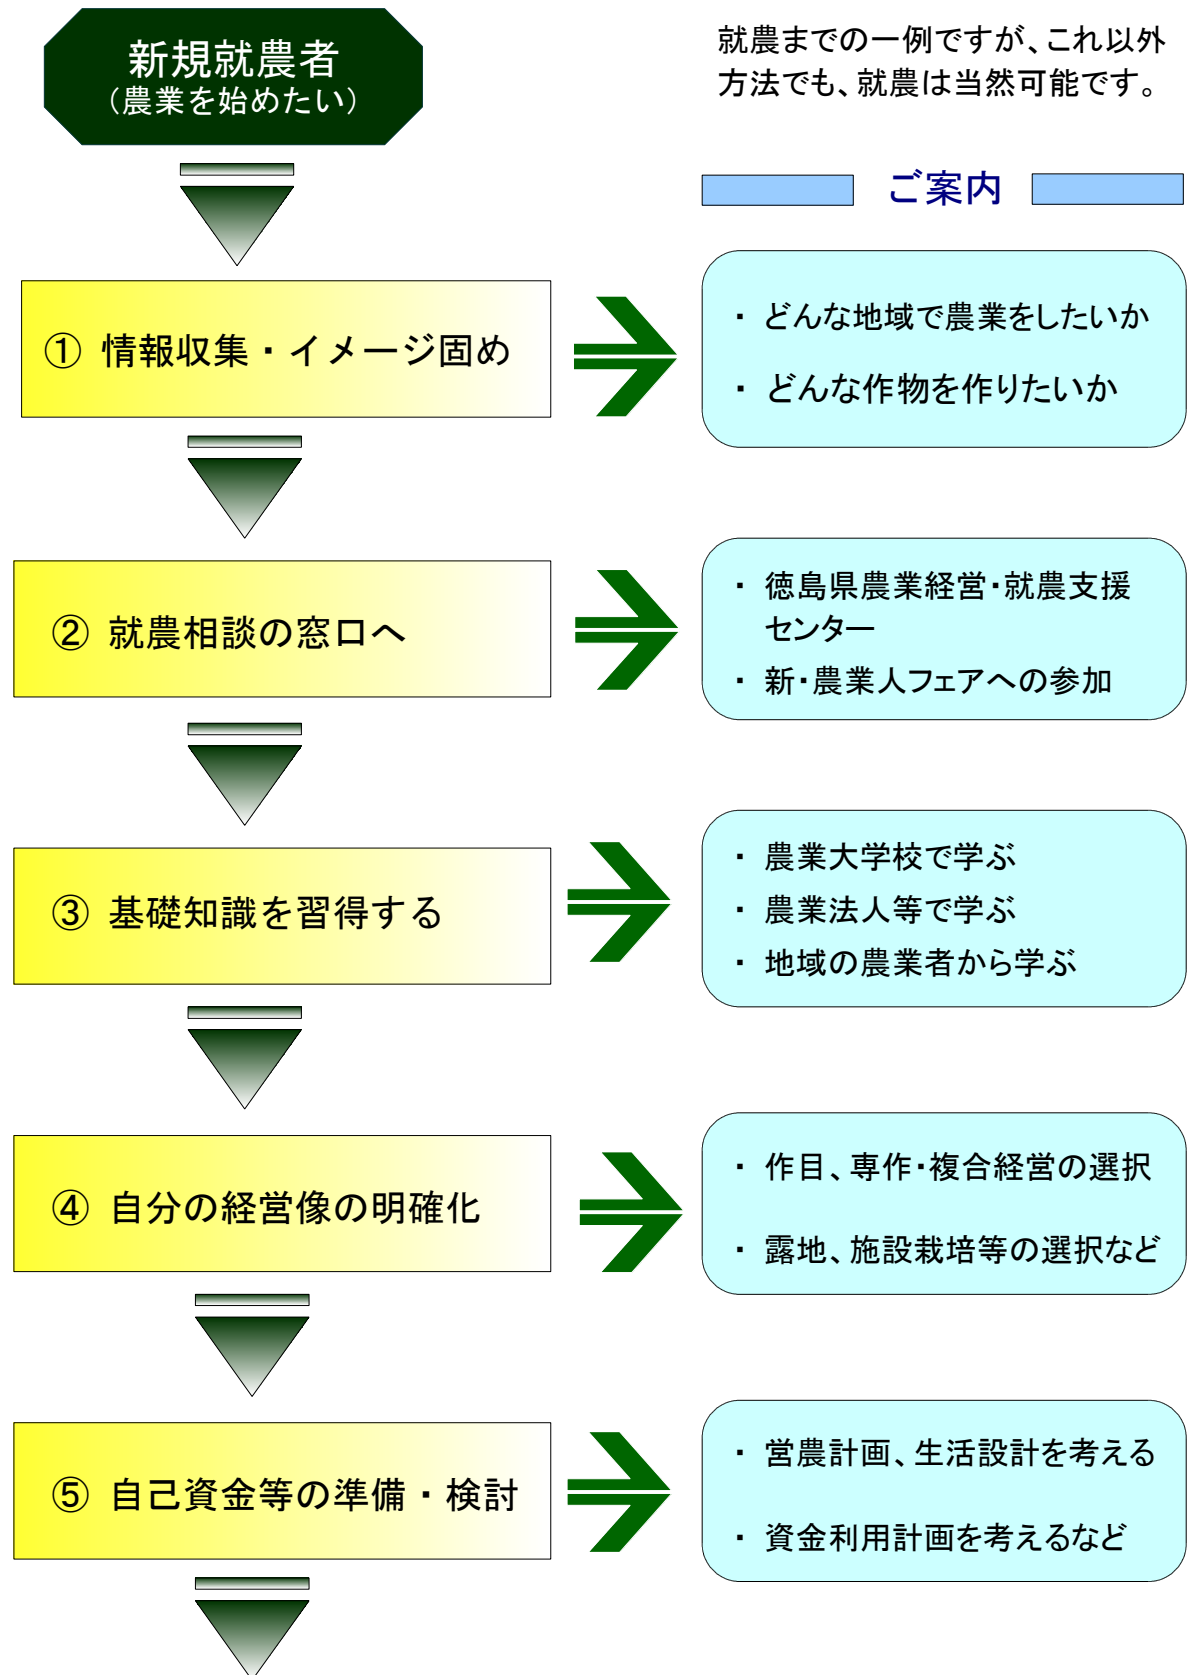 新規就農者
（農業を始めたい）
就農までの一例ですが、これ以外
方法でも、就農は当然可能です。
ご案内
① 情報収集・イメージ固め
・ どんな地域で農業をしたいか
・ どんな作物を作りたいか
② 就農相談の窓口へ
・ 徳島県農業経営・就農支援
センター
・ 新・農業人フェアへの参加
③ 基礎知識を習得する
・ 農業大学校で学ぶ
・ 農業法人等で学ぶ
・ 地域の農業者から学ぶ
④ 自分の経営像の明確化
・ 作目、専作・複合経営の選択
・ 露地、施設栽培等の選択など
⑤ 自己資金等の準備・検討
・ 営農計画、生活設計を考える
・ 資金利用計画を考えるなど